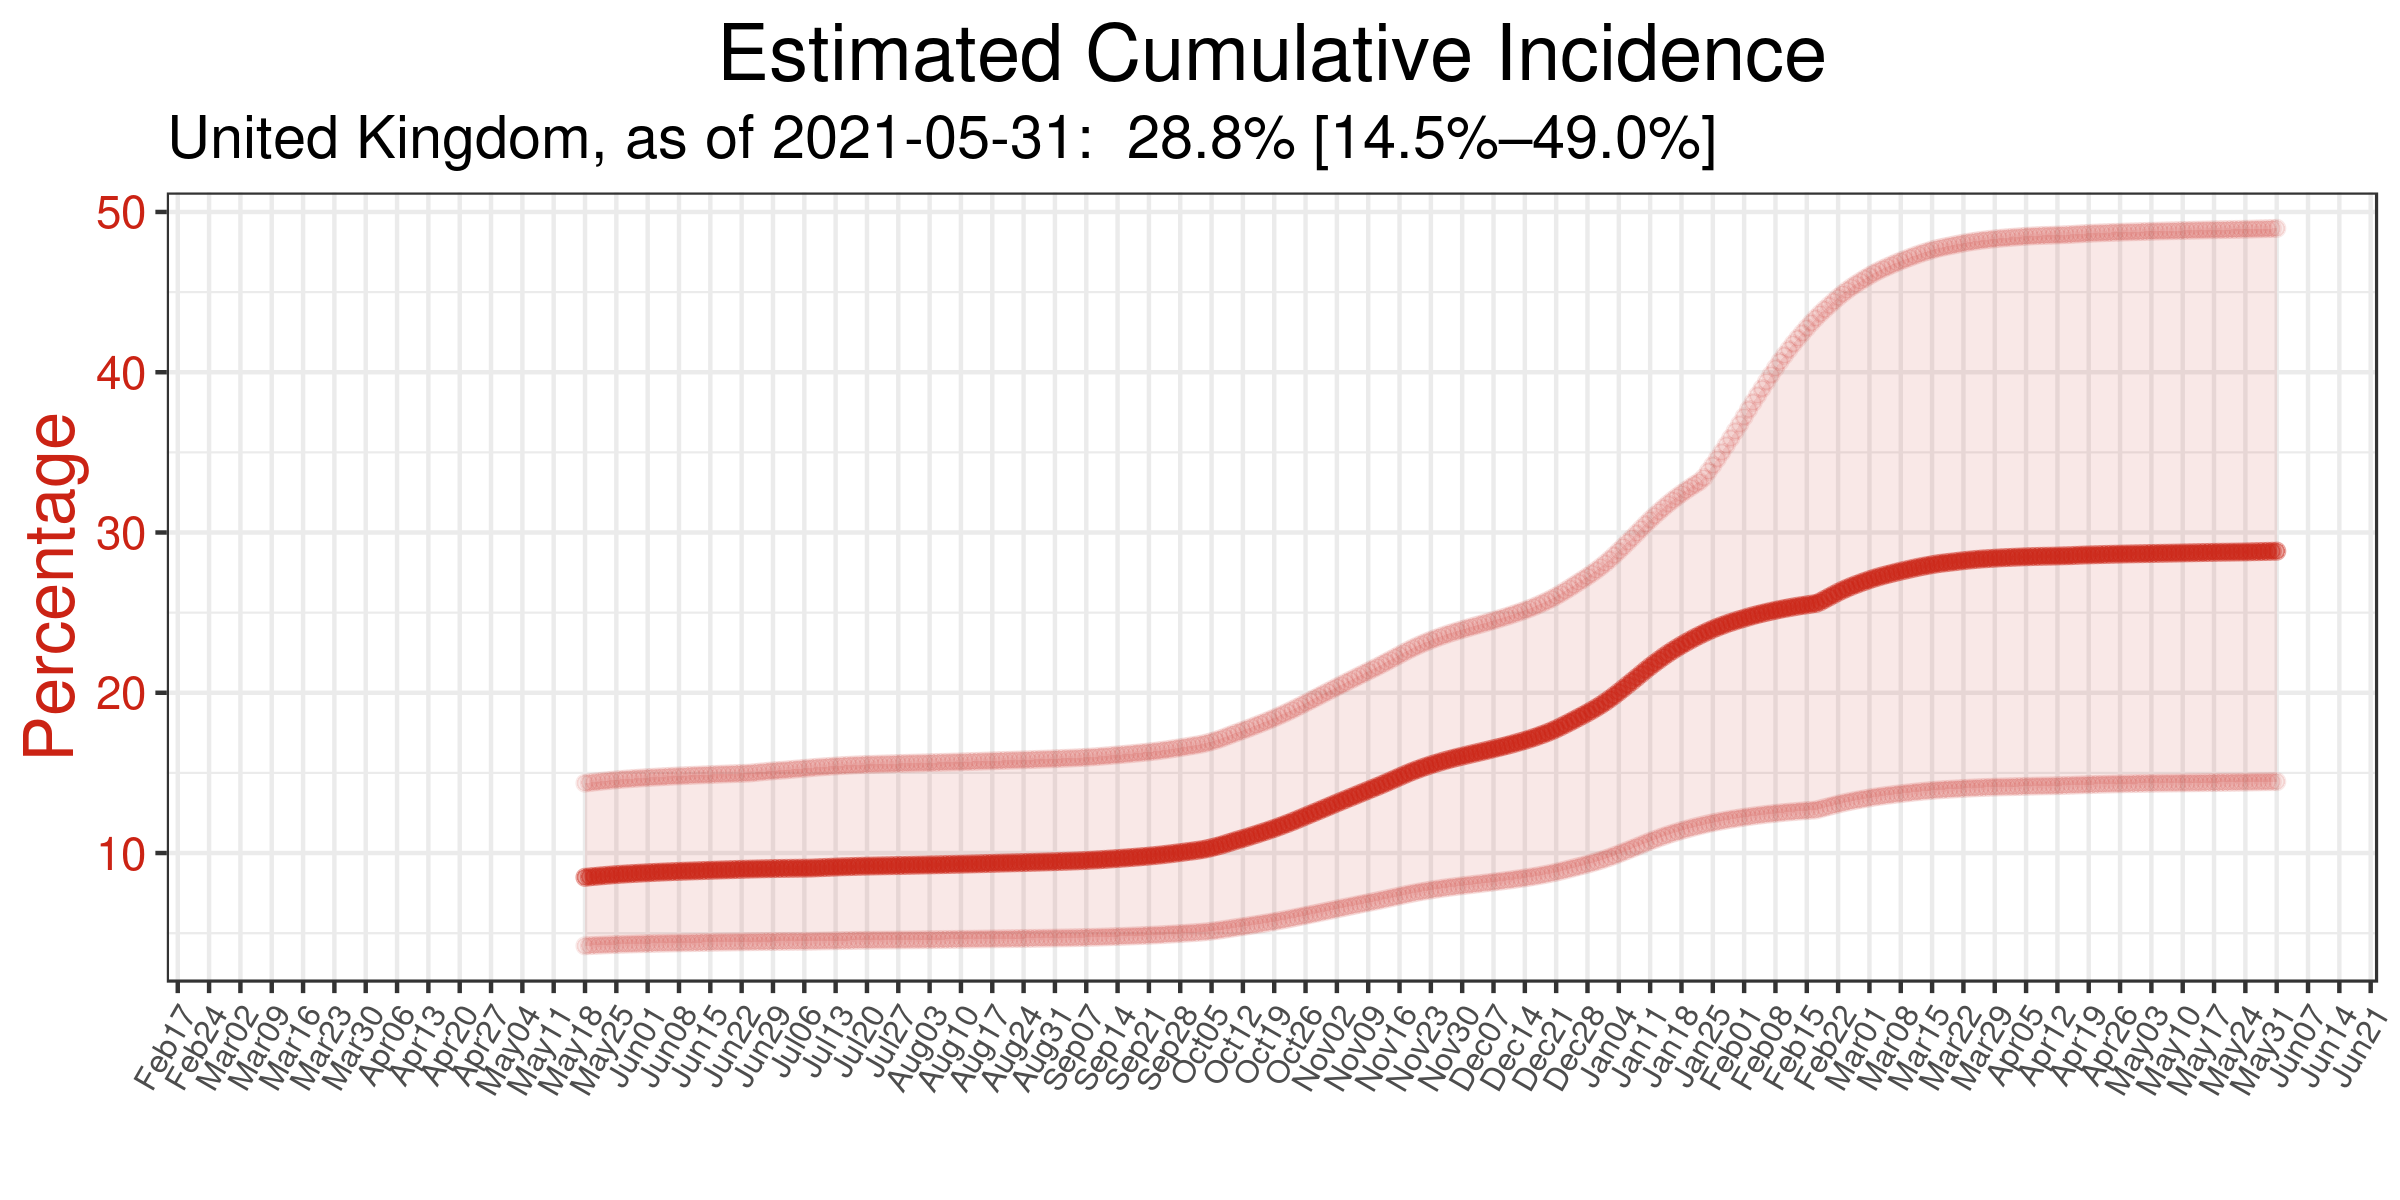 Estimated Cumulative Incidence
United Kingdom, as of 2021-05-31:  28.8% [14.5%–49.0%]
Percentage
50
40
30
20
10
Feb17
Feb24
Mar02
Mar09
Mar16
Mar23
Mar30
Apr06
Apr13
Apr20
Apr27
May04
May11
May18
May25
Jun01
Jun08
Jun15
Jun22
Jun29
Jul06
Jul13
Jul20
Jul27
Aug03
Aug10
Aug17
Aug24
Aug31
Sep07
Sep14
Sep21
Sep28
Oct05
Oct12
Oct19
Oct26
Nov02
Nov09
Nov16
Nov23
Nov30
Dec07
Dec14
Dec21
Dec28
Jan04
Jan11
Jan18
Jan25
Feb01
Feb08
Feb15
Feb22
Mar01
Mar08
Mar15
Mar22
Mar29
Apr05
Apr12
Apr19
Apr26
May03
May10
May17
May24
May31
Jun07
Jun14
Jun21